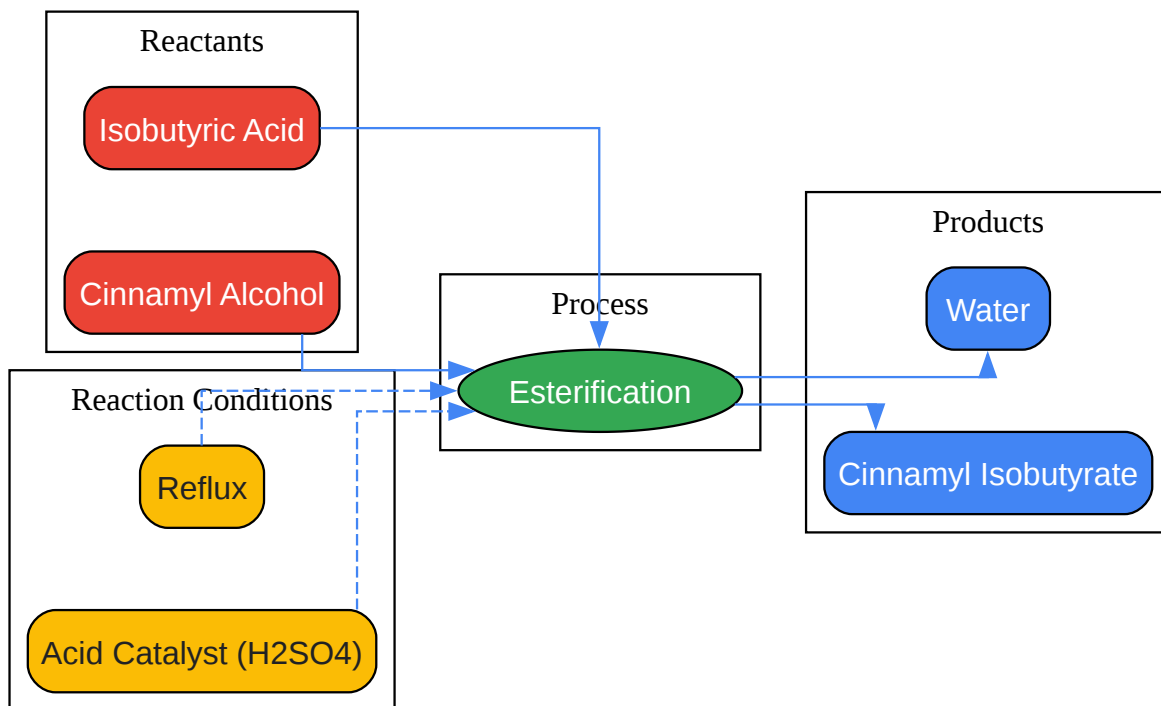 Reactants
Isobutyric Acid
Cinnamyl Alcohol
Reaction Conditions
Reflux
Acid Catalyst (H2SO4)
Process
Esterification
Products
Water
Cinnamyl Isobutyrate